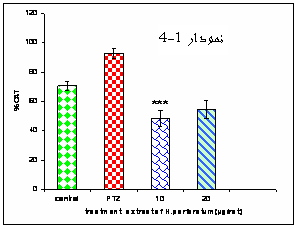 نمودار 1-4
120
100
80
60
40
20
0
%CAT
***
control PTZ 10 20
treatment extract of H.perforatum(µg/rat)